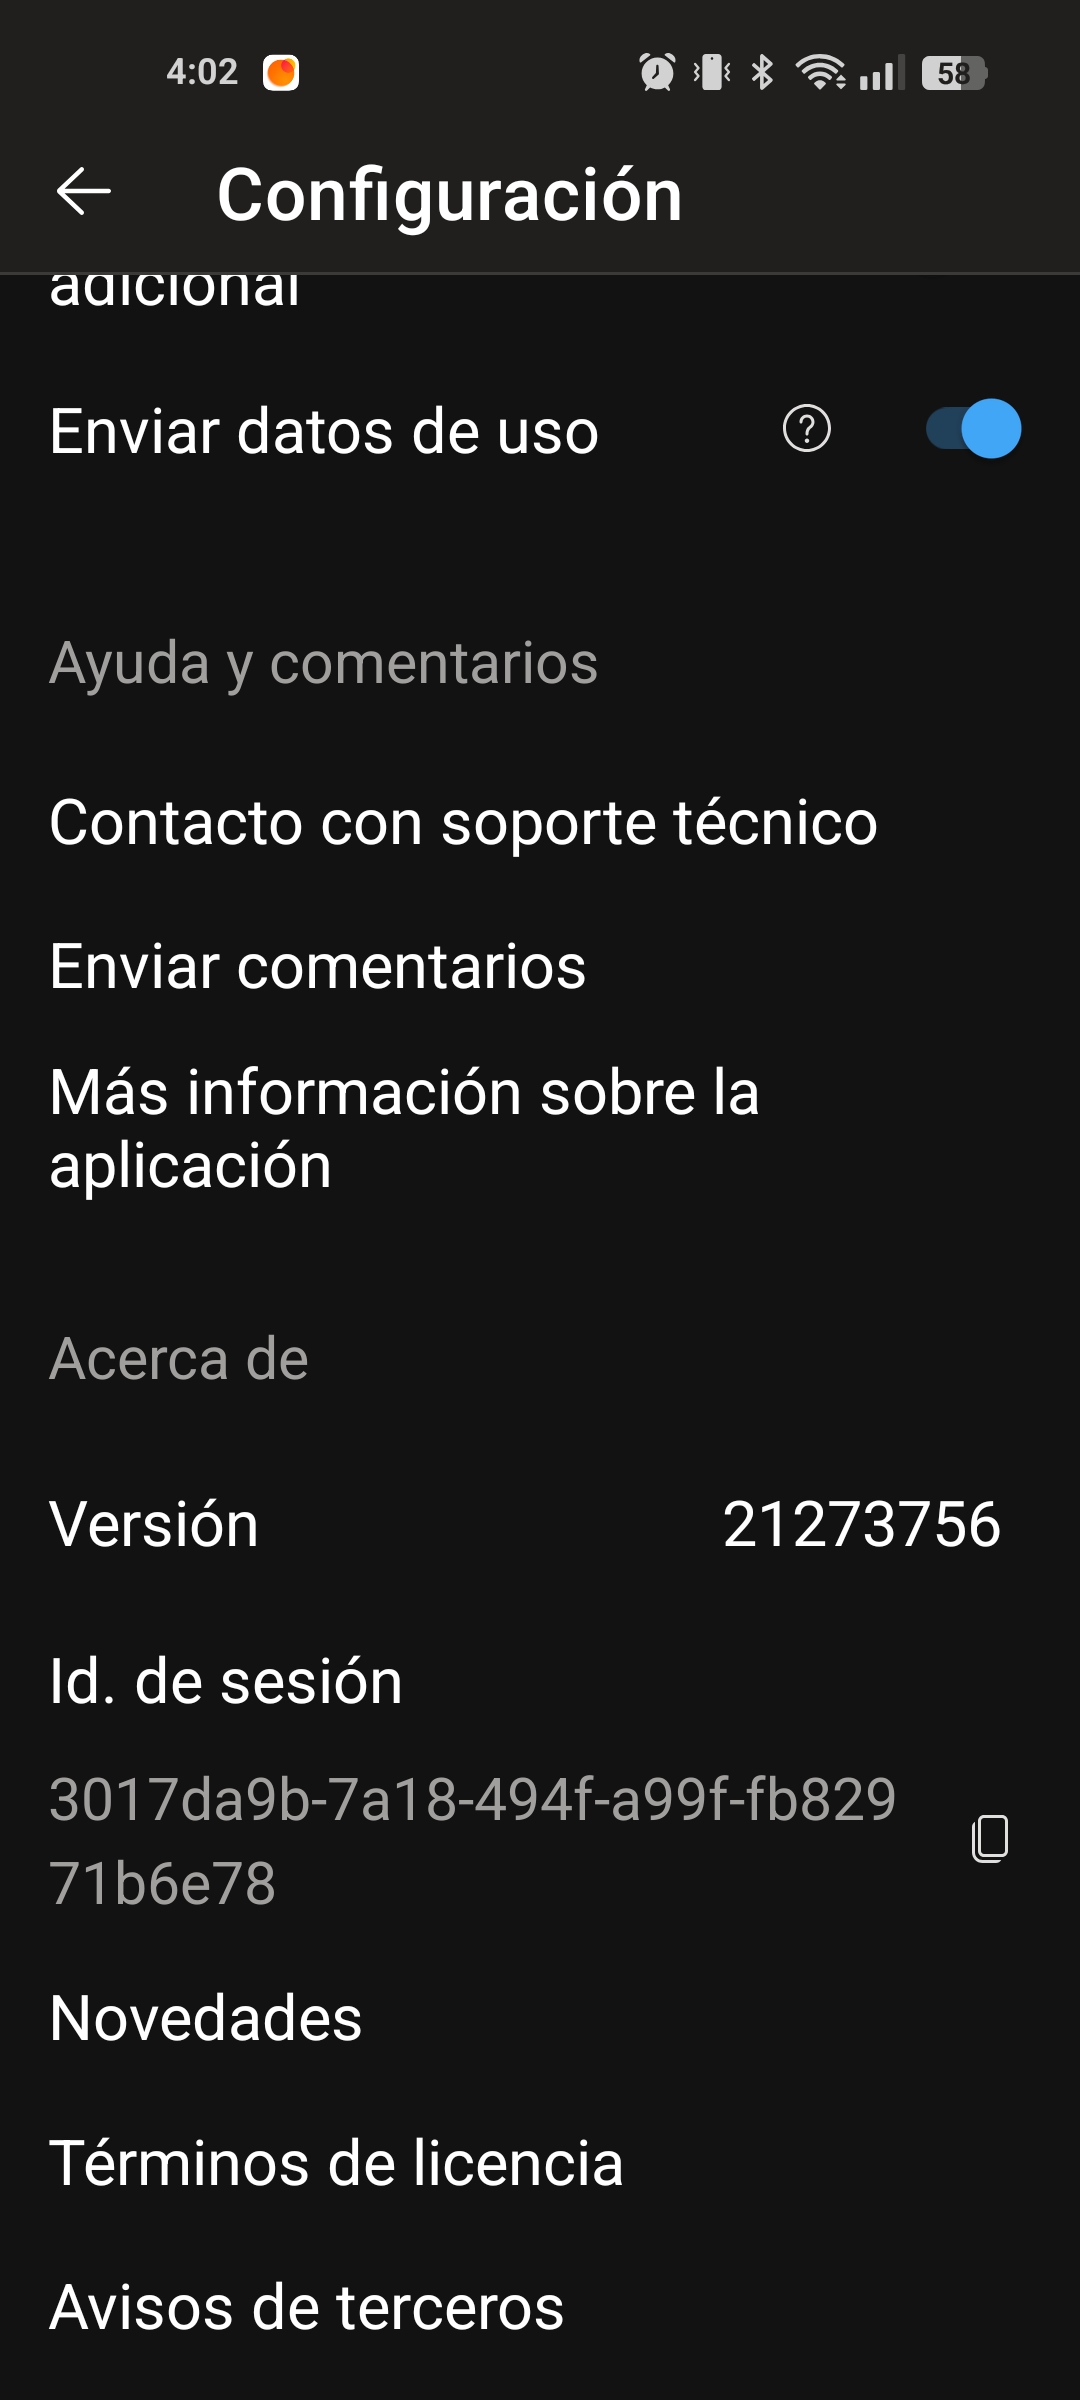 4:02
58
Configuración
adicional
Enviar datos de uso
Ayuda y comentarios
Contacto con soporte técnico
Enviar comentarios
Más información sobre la
aplicación
Acerca de
Versión 21273756
Id. de sesión
3017da9b-7a18-494f-a99f-fb829
71b6e78
Novedades
Términos de licencia
Avisos de terceros